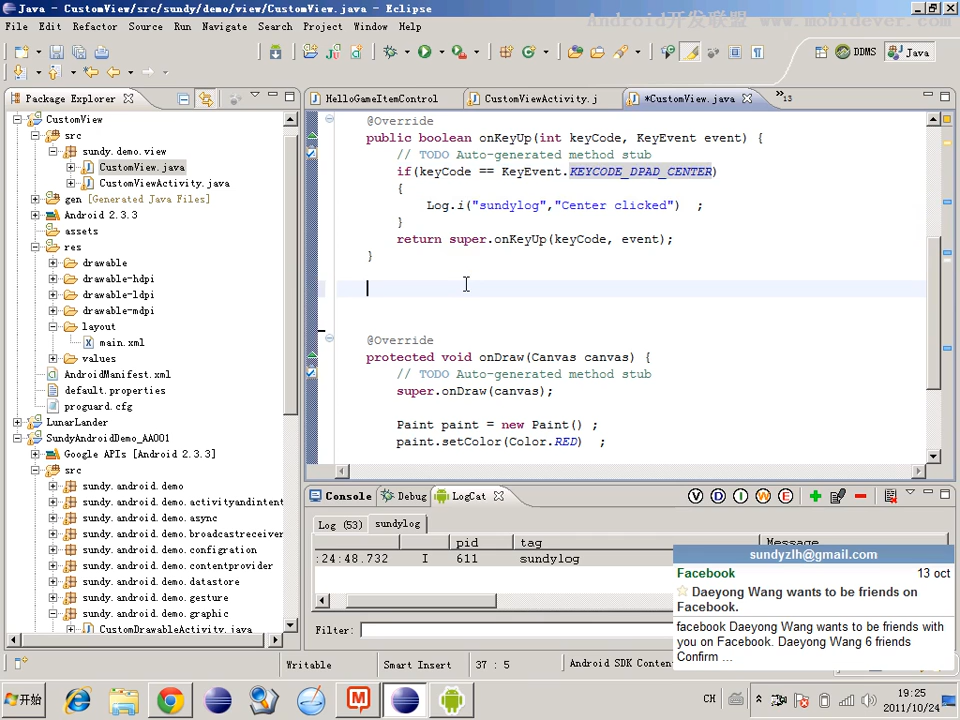 Java - CustomView/src/sundy/demo/view/CustomView.java - Eclipse
Android开发联盟 www.mobidever.com
File Edit Refactor Source Run Navigate Search Project Window Help
DDMS Java
Package Explorer
HelloGameItemControl
CustomViewActivity.j
*CustomView.java
»13
CustomView
src
sundy.demo.view
CustomView.java
CustomViewActivity.java
gen [Generated Java Files]
Android 2.3.3
assets
res
drawable
drawable-hdpi
drawable-ldpi
drawable-mdpi
layout
main.xml
values
AndroidManifest.xml
default.properties
proguard.cfg
LunarLander
SundyAndroidDemo_AA001
Google APIs [Android 2.3.3]
src
sundy.android.demo
sundy.android.demo.activityandintent
sundy.android.demo.async
sundy.android.demo.broadcastreceiver
sundy.android.demo.configration
sundy.android.demo.contentprovider
sundy.android.demo.datastore
sundy.android.demo.gesture
sundy.android.demo.graphic
CustomDrawableActivity.java
@Override
public boolean onKeyUp(int keyCode, KeyEvent event) {
// TODO Auto-generated method stub
if(keyCode == KeyEvent.KEYCODE_DPAD_CENTER)
{
Log.i("sundylog","Center clicked") ;
}
return super.onKeyUp(keyCode, event);
}
@Override
protected void onDraw(Canvas canvas) {
// TODO Auto-generated method stub
super.onDraw(canvas);
Paint paint = new Paint() ;
paint.setColor(Color.RED) ;
Console Debug LogCat
V D I W E
Log (53) sundylog
pid tag Message
:24:48.732 I 611 sundylog
Filter:
sundyzlh@gmail.com
Facebook 13 oct
Daeyong Wang wants to be friends on
Facebook.
facebook Daeyong Wang wants to be friends with
you on Facebook. Daeyong Wang 6 friends
Confirm ...
Writable Smart Insert 37 : 5 Android SDK Conten
开始
CH
19:25
2011/10/24